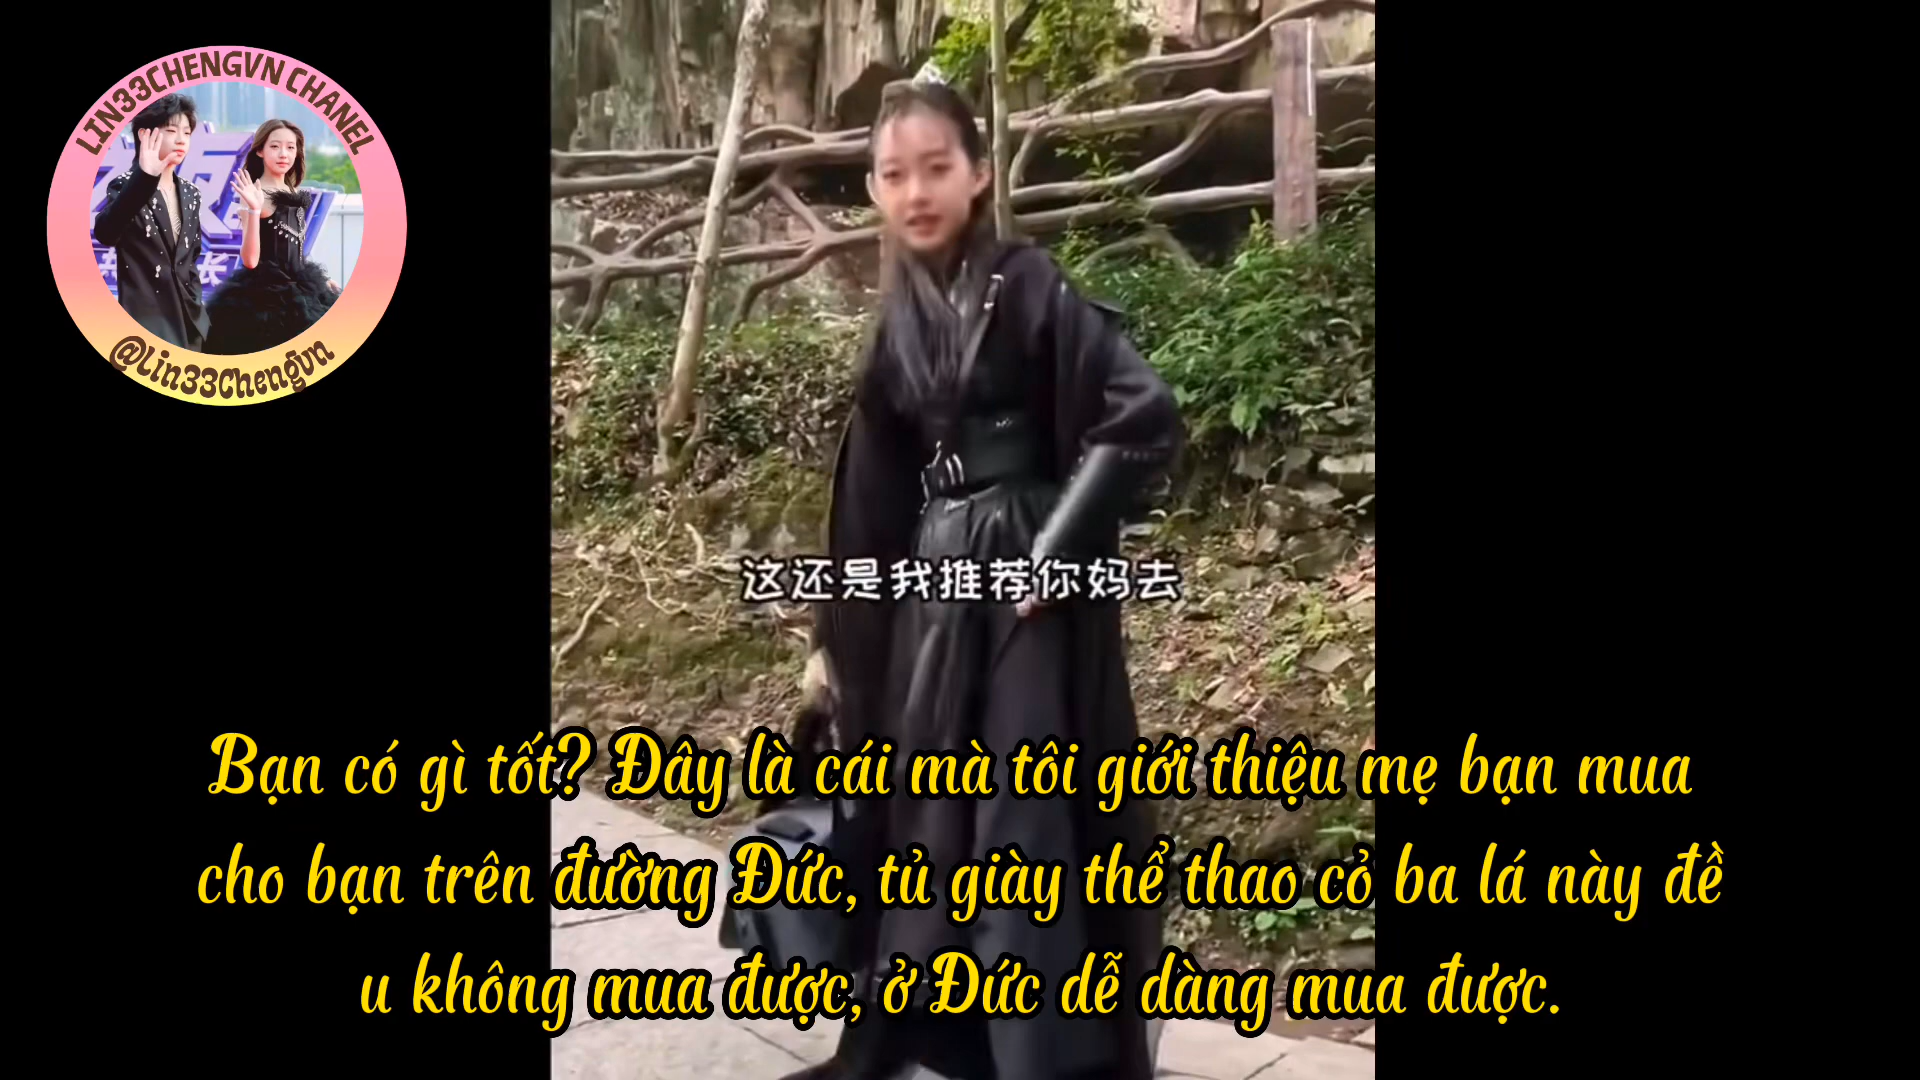 LIN33CHENGVN CHANEL
@Lin33Chengvn
这还是我推荐你妈去
Bạn có gì tốt? Đây là cái mà tôi giới thiệu mẹ bạn mua
cho bạn trên đường Đức, tủ giày thể thao cỏ ba lá này đề
u không mua được, ở Đức dễ dàng mua được.